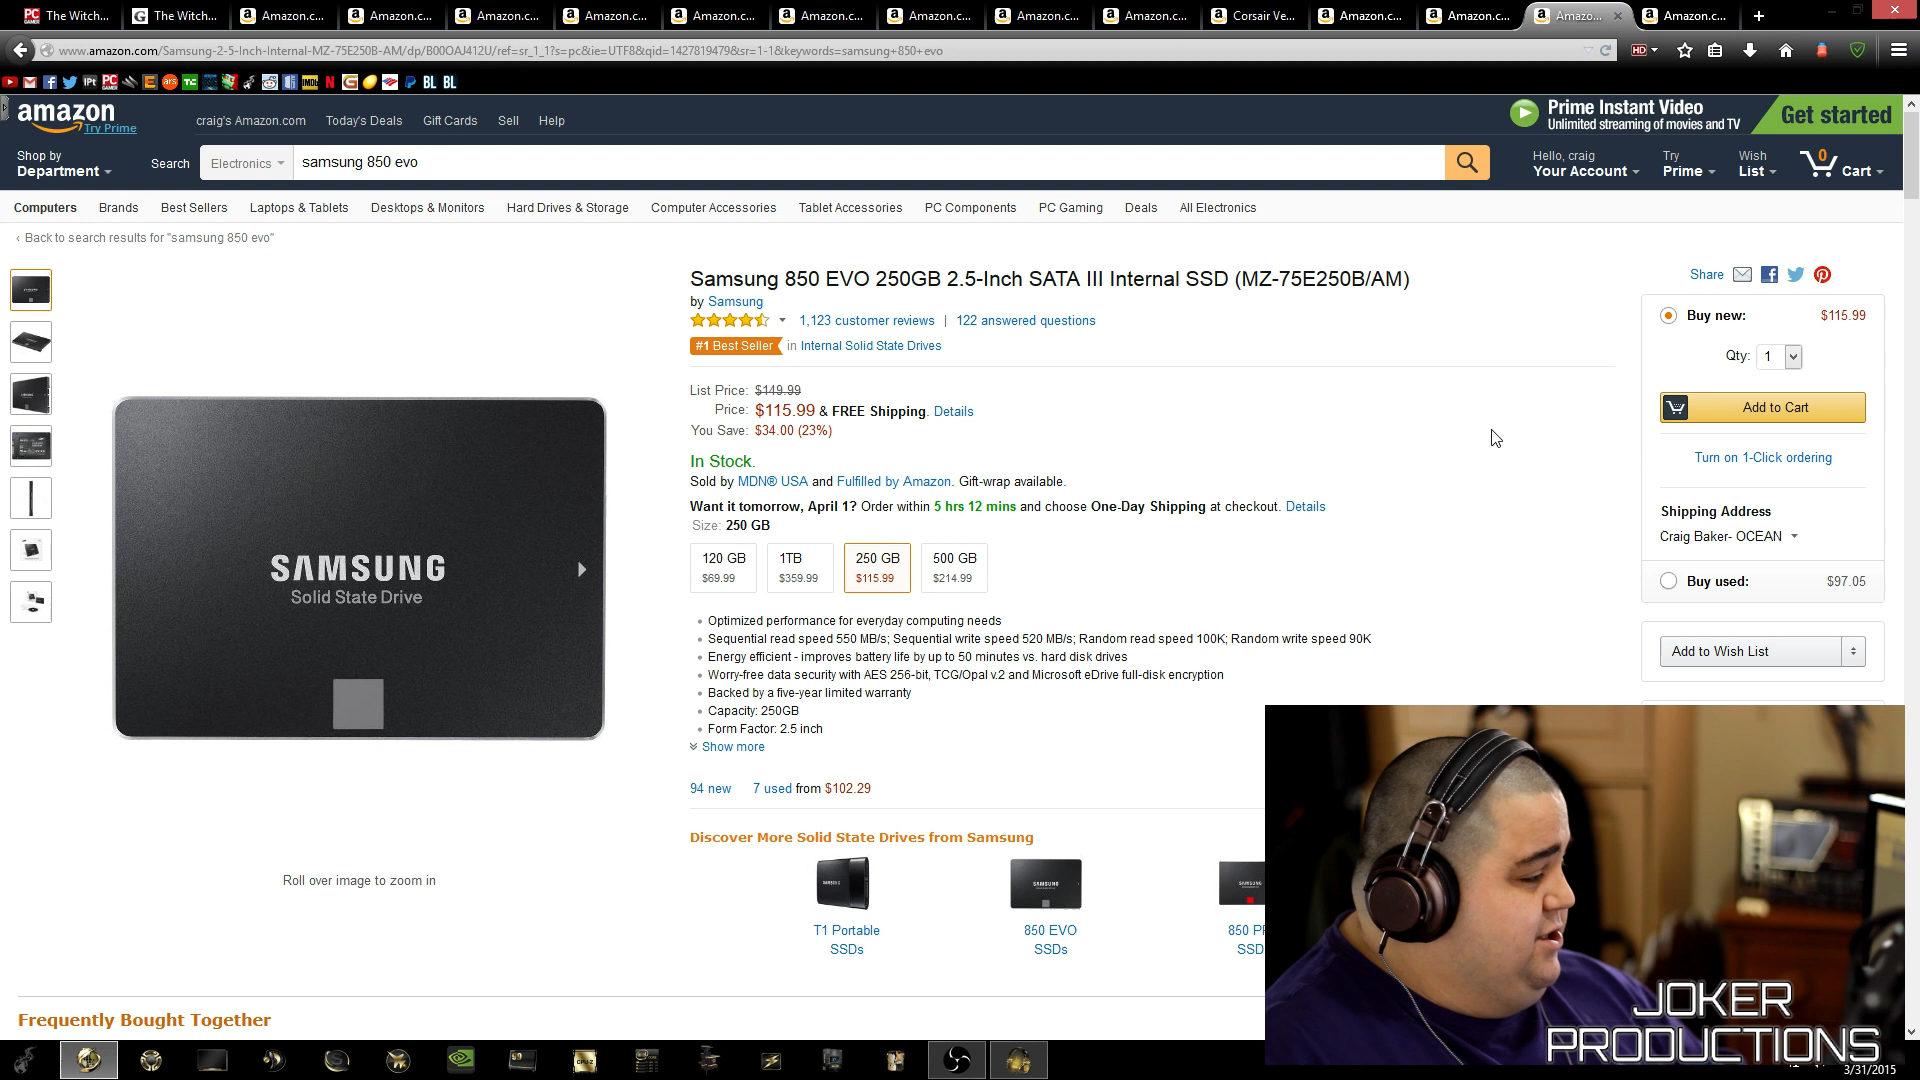 The Witch...
The Witch...
Amazon.c...
Amazon.c...
Amazon.c...
Amazon.c...
Amazon.c...
Amazon.c...
Amazon.c...
Amazon.c...
Amazon.c...
Corsair Ve...
Amazon.c...
Amazon.c...
Amazo...
Amazon.c...
www.amazon.com/Samsung-2-5-Inch-Internal-MZ-75E250B-AM/dp/B00OAJ412U/ref=sr_1_1?s=pc&ie=UTF8&qid=1427819479&sr=1-1&keywords=samsung+850+evo
amazon
Try Prime
craig's Amazon.com Today's Deals Gift Cards Sell Help
Prime Instant Video
Unlimited streaming of movies and TV
Get started
Shop by
Department
Search
Electronics
samsung 850 evo
Hello, craig
Your Account
Try
Prime
Wish
List
0
Cart
Computers Brands Best Sellers Laptops & Tablets Desktops & Monitors Hard Drives & Storage Computer Accessories Tablet Accessories PC Components PC Gaming Deals All Electronics
‹ Back to search results for "samsung 850 evo"
SAMSUNG
Solid State Drive
Roll over image to zoom in
Samsung 850 EVO 250GB 2.5-Inch SATA III Internal SSD (MZ-75E250B/AM)
by Samsung
1,123 customer reviews | 122 answered questions
#1 Best Seller in Internal Solid State Drives
List Price: $149.99
Price: $115.99 & FREE Shipping. Details
You Save: $34.00 (23%)
In Stock.
Sold by MDN® USA and Fulfilled by Amazon. Gift-wrap available.
Want it tomorrow, April 1? Order within 5 hrs 12 mins and choose One-Day Shipping at checkout. Details
Size: 250 GB
120 GB
$69.99
1TB
$359.99
250 GB
$115.99
500 GB
$214.99
Optimized performance for everyday computing needs
Sequential read speed 550 MB/s; Sequential write speed 520 MB/s; Random read speed 100K; Random write speed 90K
Energy efficient - improves battery life by up to 50 minutes vs. hard disk drives
Worry-free data security with AES 256-bit, TCG/Opal v.2 and Microsoft eDrive full-disk encryption
Backed by a five-year limited warranty
Capacity: 250GB
Form Factor: 2.5 inch
Show more
94 new 7 used from $102.29
Discover More Solid State Drives from Samsung
T1 Portable
SSDs
850 EVO
SSDs
Share
Buy new: $115.99
Qty: 1
Add to Cart
Turn on 1-Click ordering
Shipping Address
Craig Baker- OCEAN
Buy used: $97.05
Add to Wish List
Frequently Bought Together
JOKER
PRODUCTIONS
3/31/2015